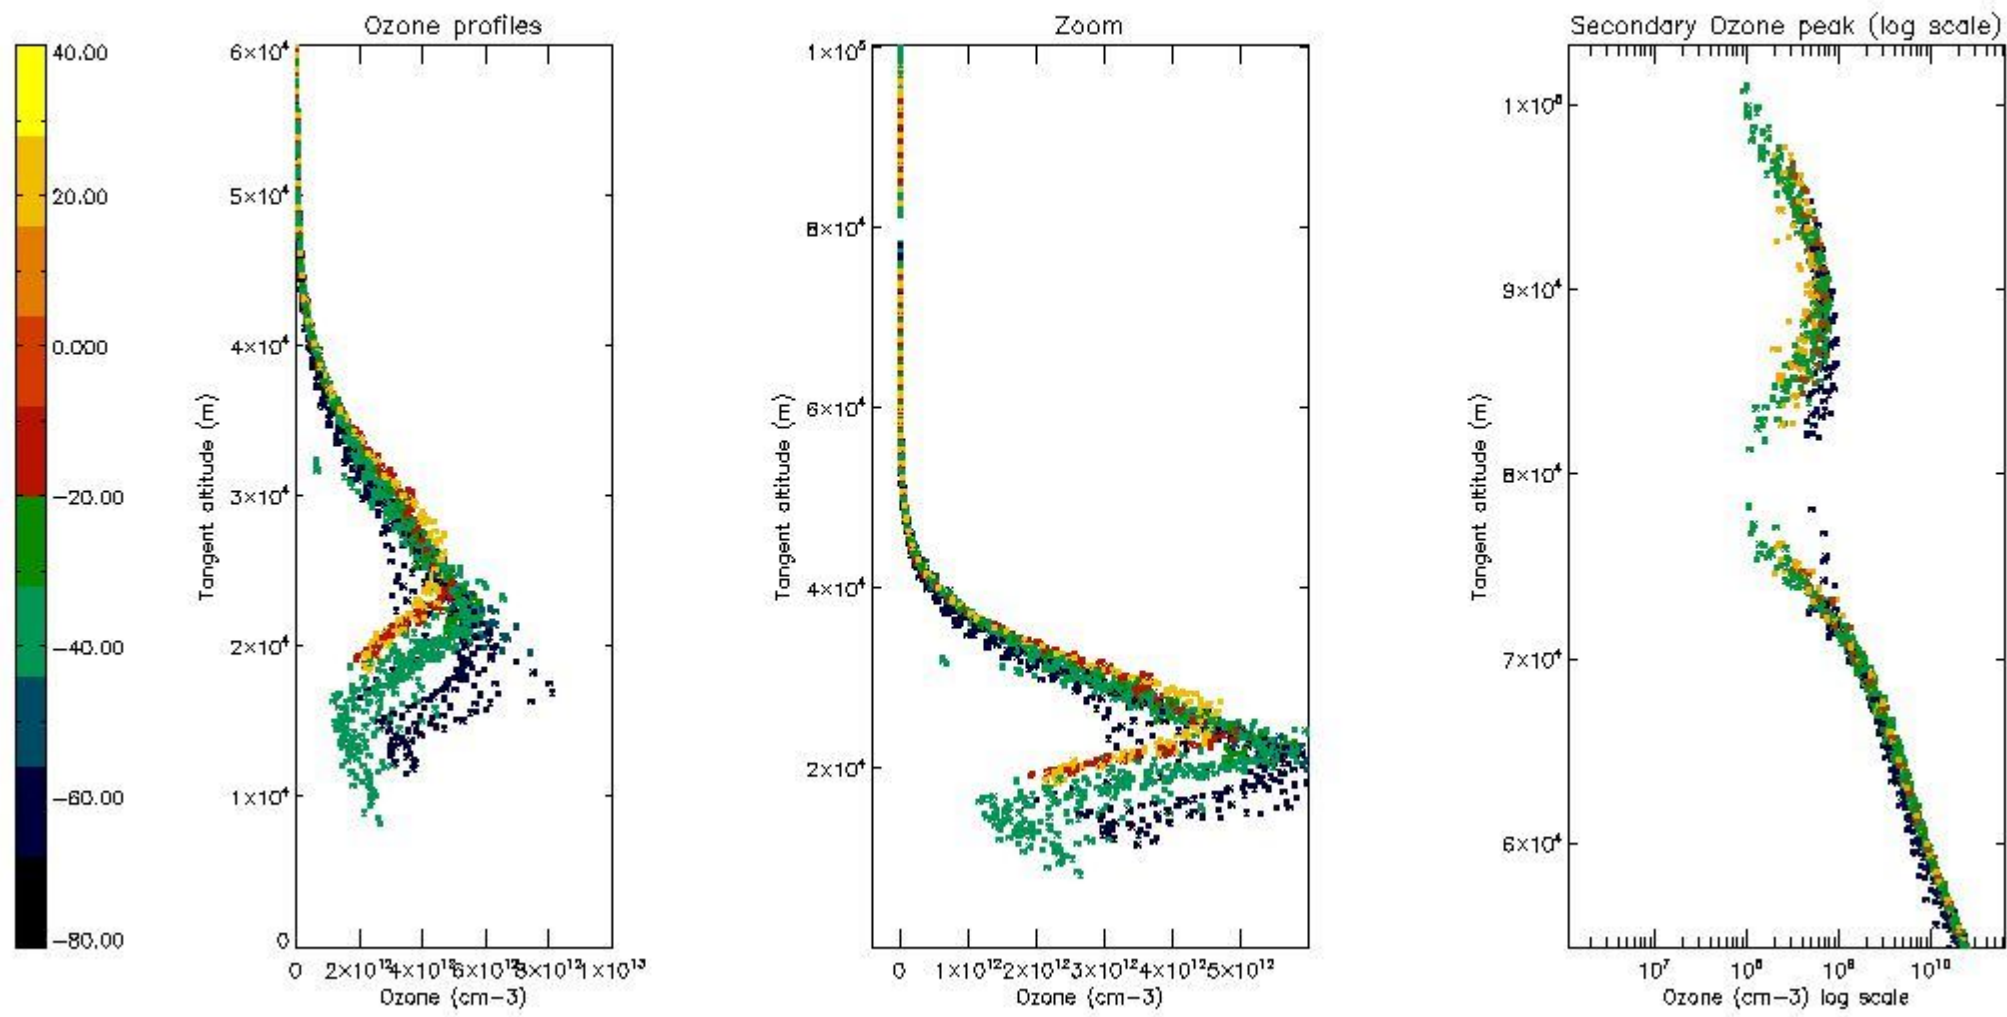 Ozone profiles
Zoom
Secondary Ozone peak (log scale)
40.00
20.00
0.000
−20.00
−40.00
−60.00
−80.00
6×10⁴
5×10⁴
4×10⁴
3×10⁴
2×10⁴
1×10⁴
0
Tangent altitude (m)
0 2×10¹² 4×10¹² 6×10¹² 8×10¹² 1×10¹³
Ozone (cm−3)
1×10⁵
8×10⁴
6×10⁴
4×10⁴
2×10⁴
Tangent altitude (m)
0 1×10¹² 2×10¹² 3×10¹² 4×10¹² 5×10¹²
Ozone (cm−3)
1×10⁵
9×10⁴
8×10⁴
7×10⁴
6×10⁴
Tangent altitude (m)
10⁷ 10⁸ 10⁹ 10¹⁰
Ozone (cm−3) log scale